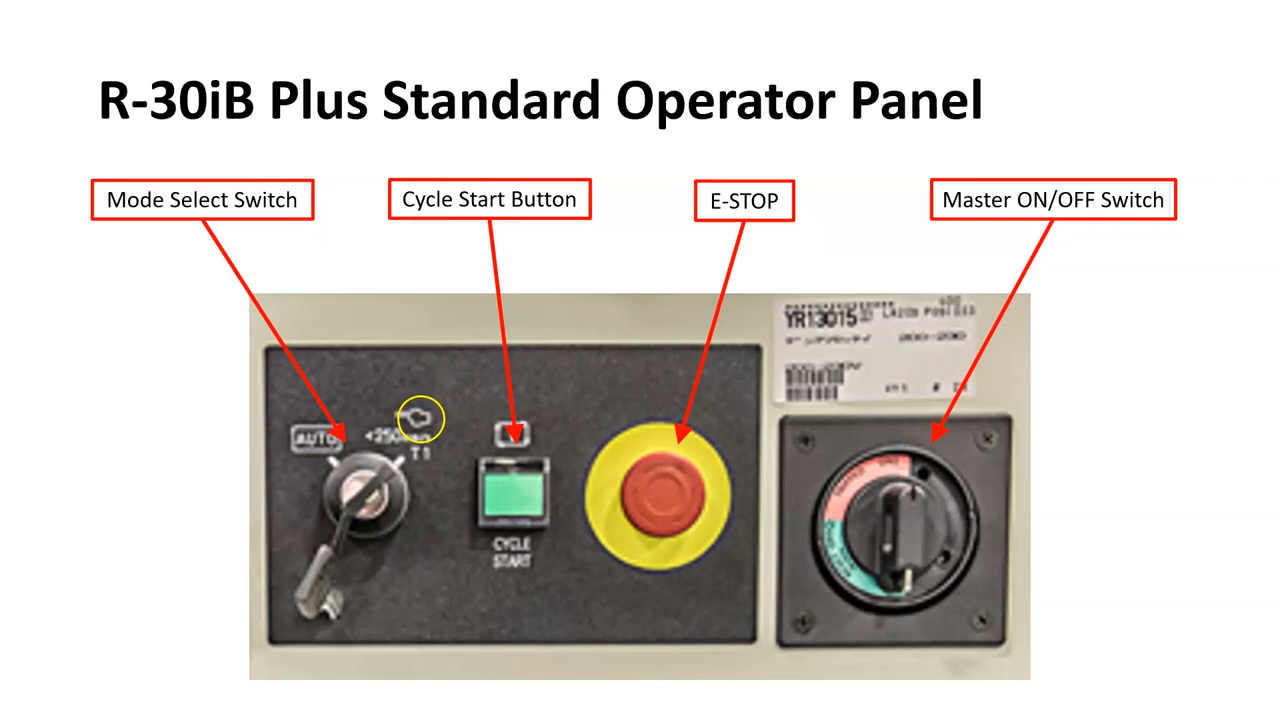 R-30iB Plus Standard Operator Panel
Mode Select Switch
Cycle Start Button
E-STOP
Master ON/OFF Switch
YR13015
AUTO
<250
T1
CYCLE
START